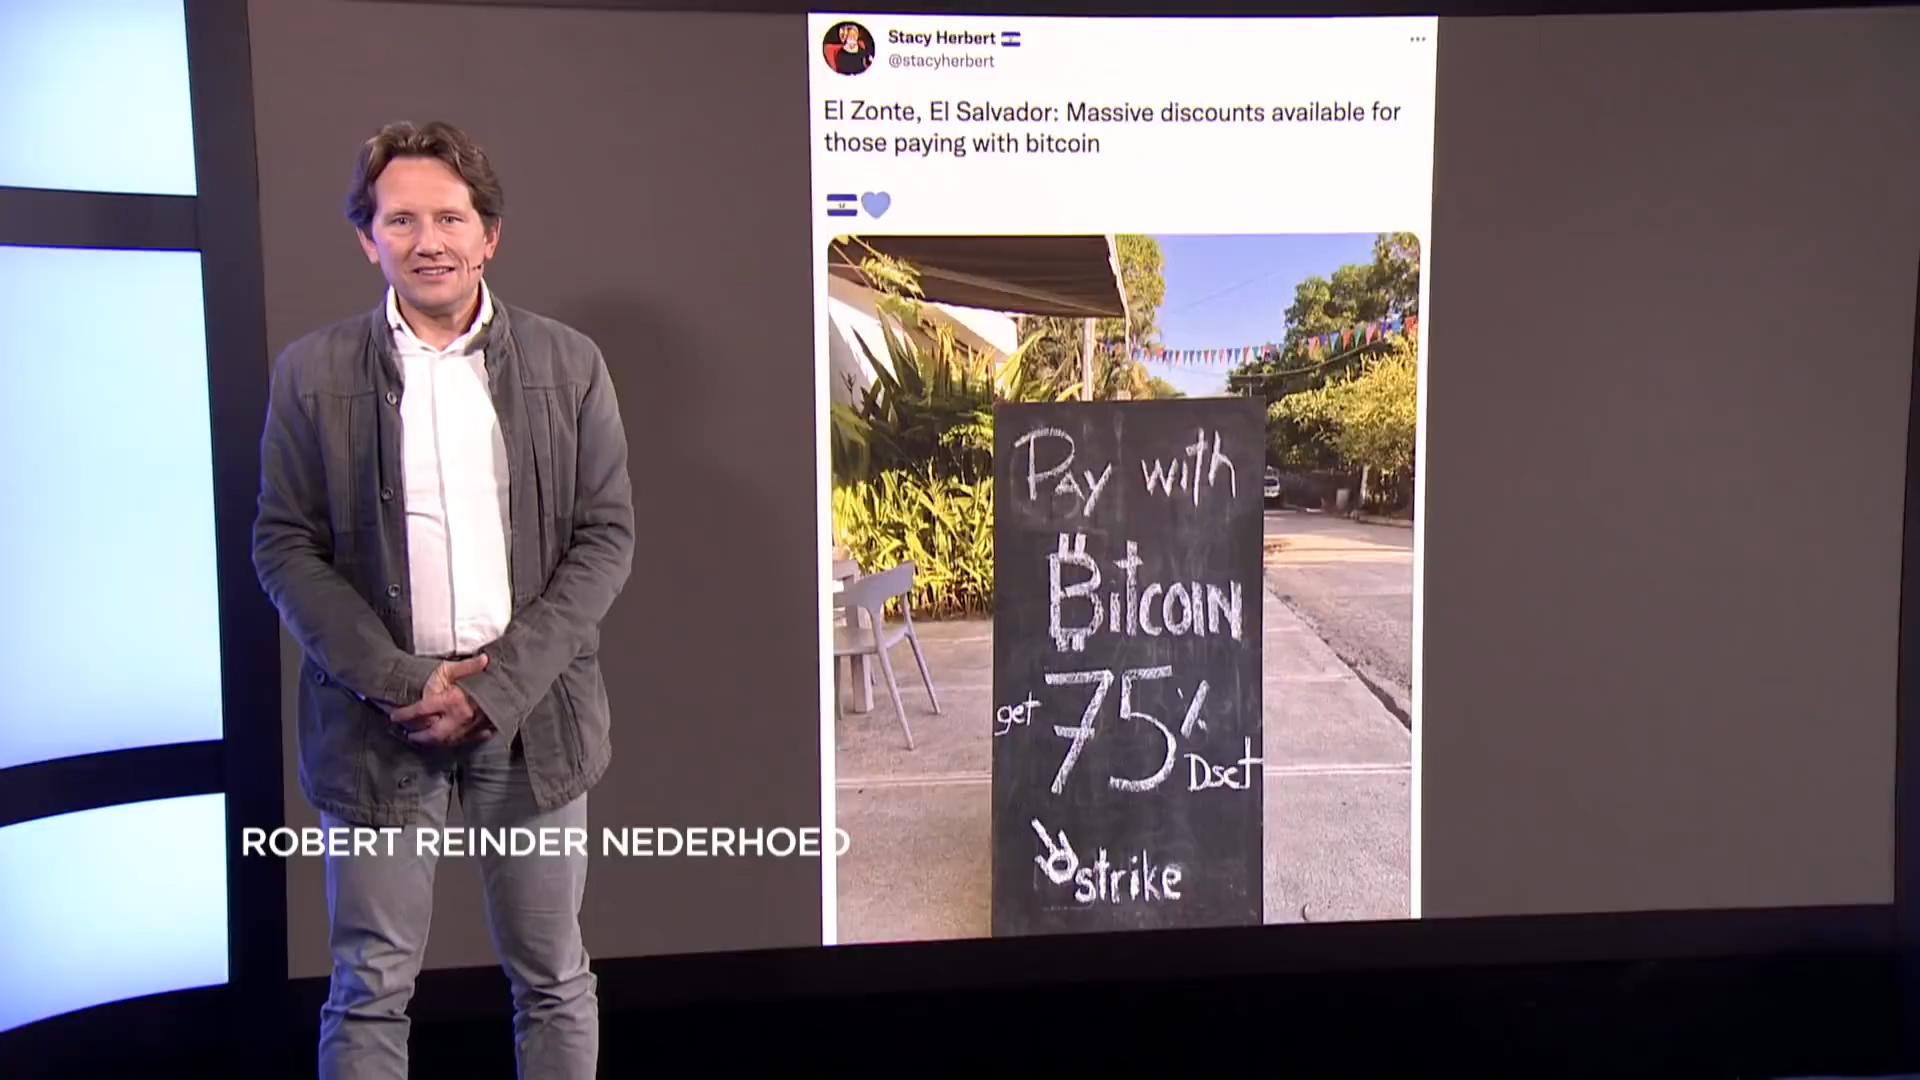 Stacy Herbert
@stacyherbert
El Zonte, El Salvador: Massive discounts available for
those paying with bitcoin
Pay with
Bitcoin
get 75%
Dsct
strike
ROBERT REINDER NEDERHOED